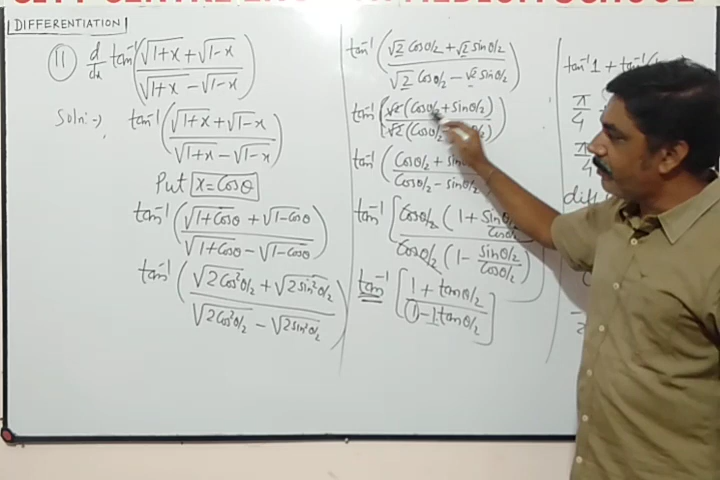 DIFFERENTIATION
11) d/dx tan⁻¹((√1+x + √1-x)/(√1+x - √1-x))
Soln:→ tan⁻¹((√1+x + √1-x)/(√1+x - √1-x))
Put x=cosθ
tan⁻¹((√1+cosθ + √1-cosθ)/(√1+cosθ - √1-cosθ))
tan⁻¹((√2cos²θ/2 + √2sin²θ/2)/(√2cos²θ/2 - √2sin²θ/2))
tan⁻¹((√2 cosθ/2 + √2 sinθ/2)/(√2 cosθ/2 - √2 sinθ/2))
tan⁻¹((√2(cosθ/2 + sinθ/2))/(√2(cosθ/2 θ/2)))
tan⁻¹((cosθ/2 + sin)/(cosθ/2 - sinθ/2))
tan⁻¹[(cosθ/2(1 + sinθ/2/cosθ/2))/(cosθ/2(1 - sinθ/2/cosθ/2))]
tan⁻¹[(1 + tanθ/2)/(1 - 1·tanθ/2)]
tan⁻¹1 + tan⁻¹(
π/4
π/4
diff